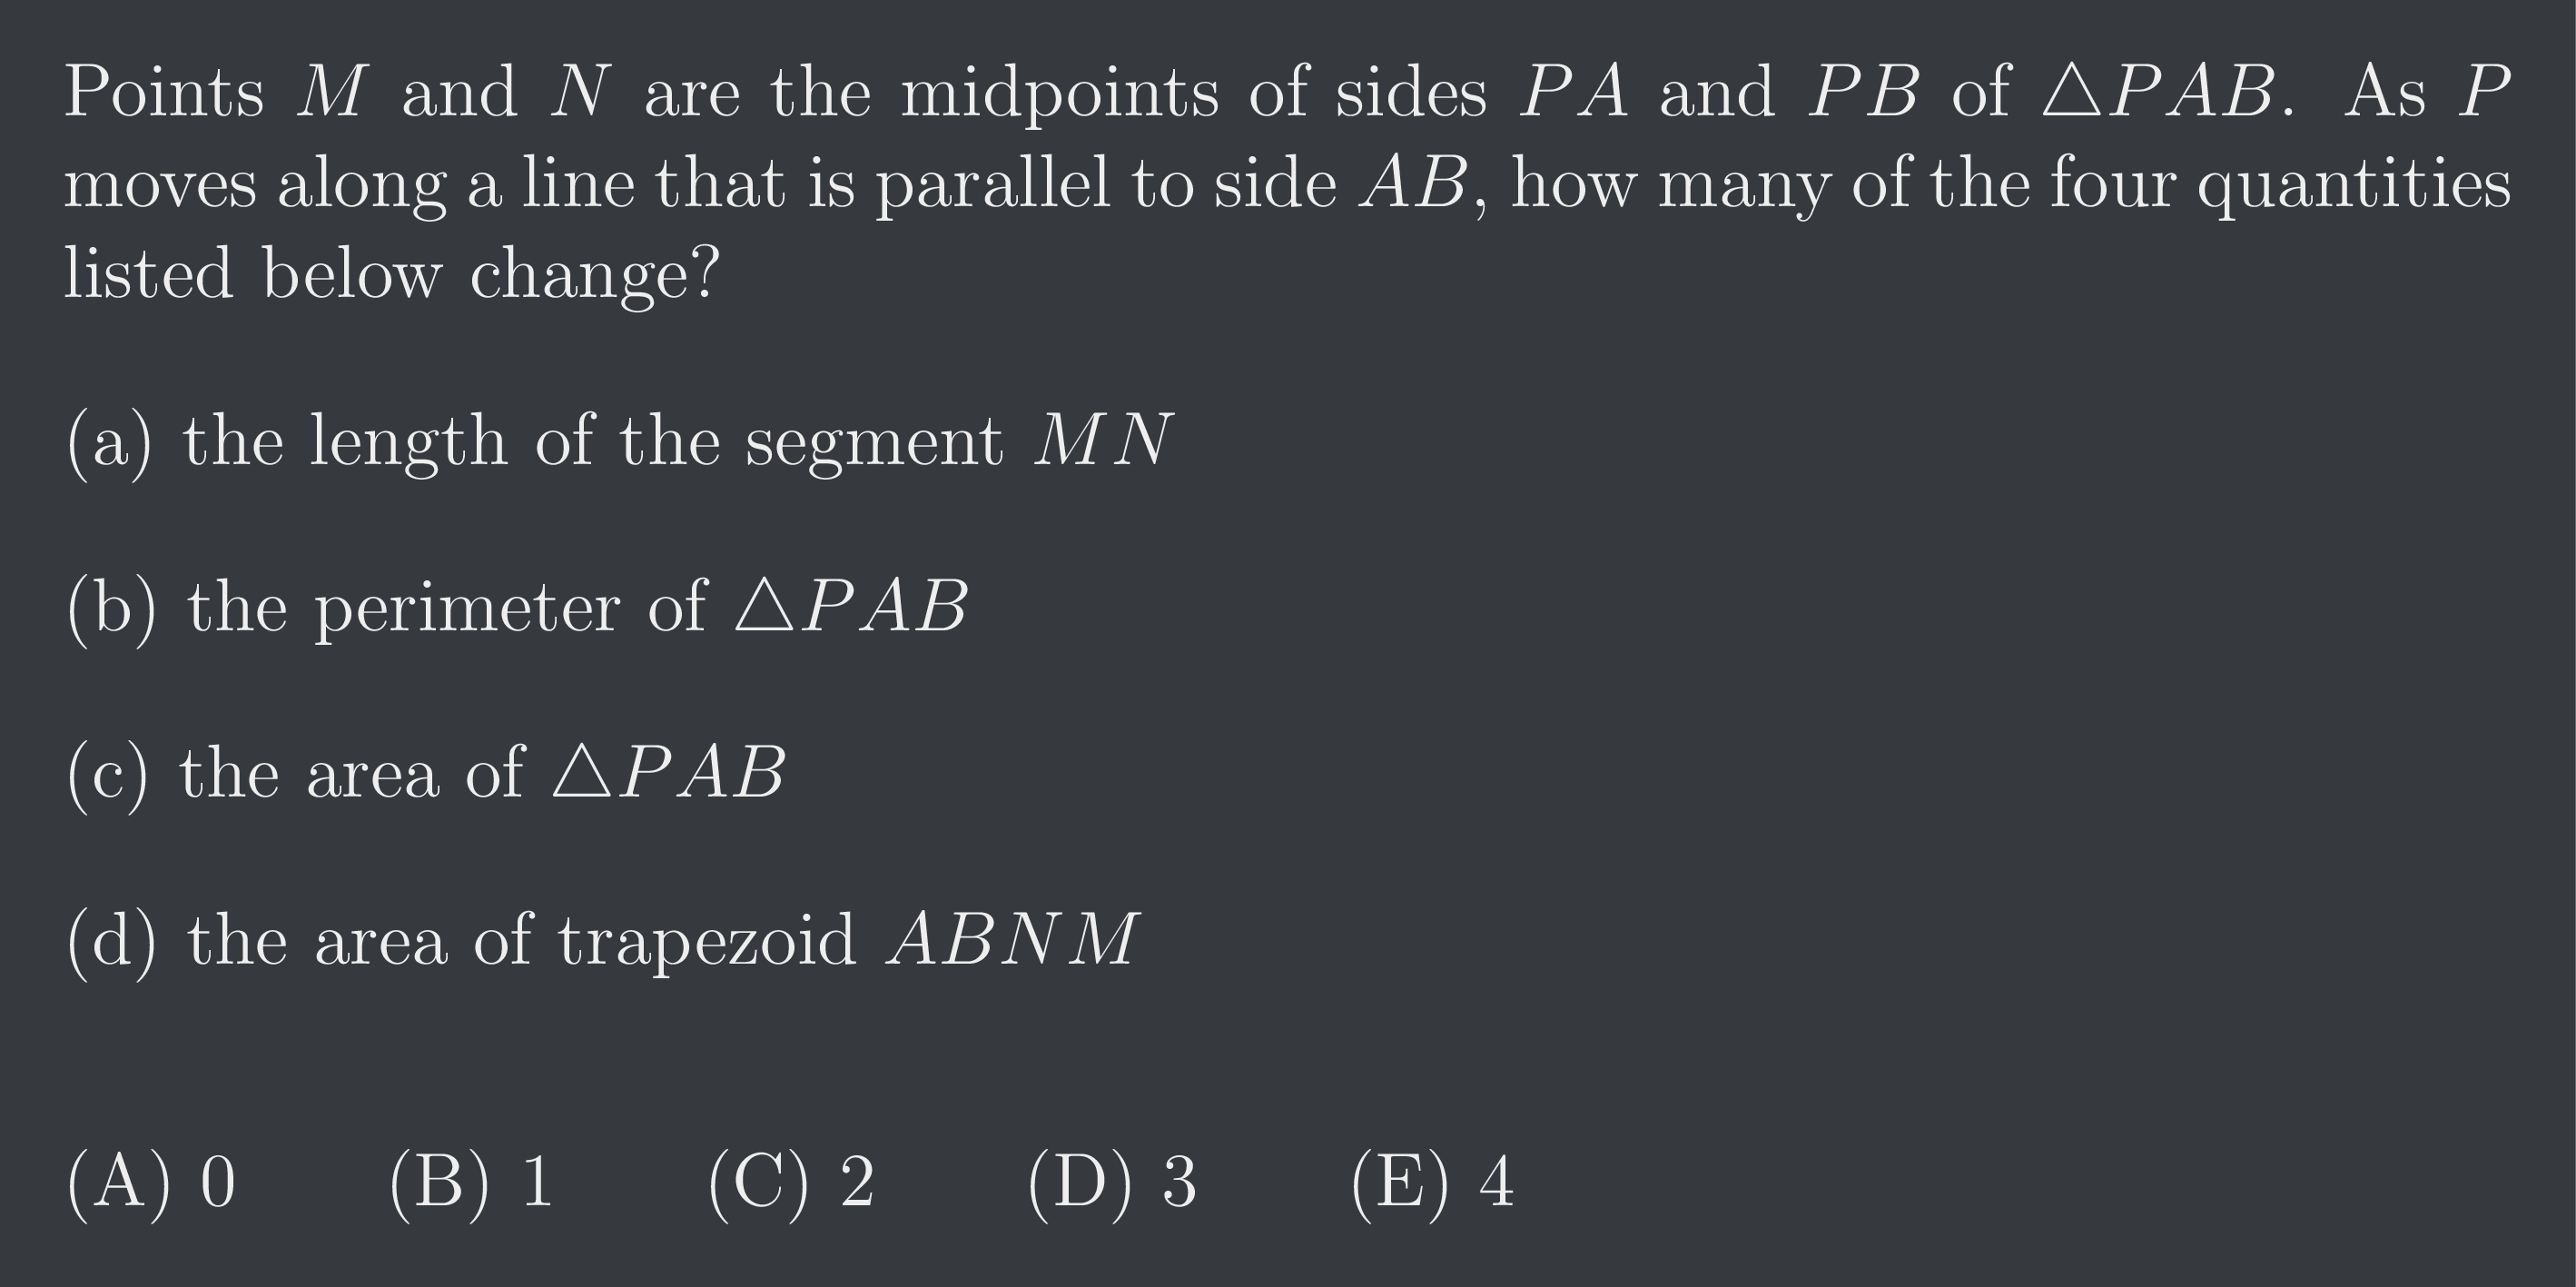 Points M and N are the midpoints of sides PA and PB of △PAB. As P
moves along a line that is parallel to side AB, how many of the four quantities
listed below change?
(a) the length of the segment MN
(b) the perimeter of △PAB
(c) the area of △PAB
(d) the area of trapezoid ABNM
(A) 0 (B) 1 (C) 2 (D) 3 (E) 4